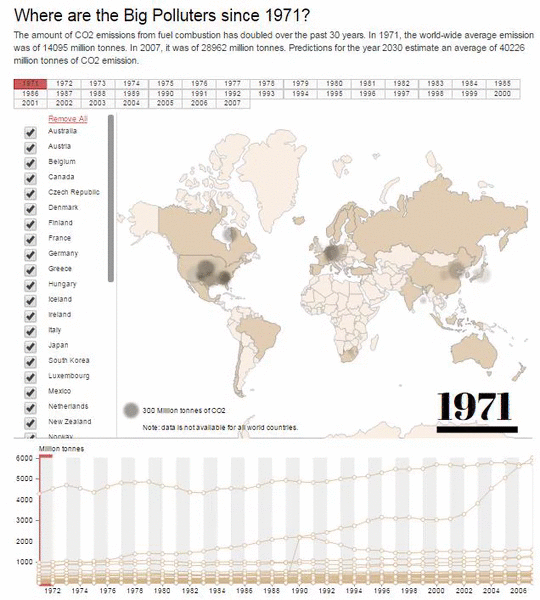 Where are the Big Polluters since 1971?
The amount of CO2 emissions from fuel combustion has doubled over the past 30 years. In 1971, the world-wide average emission
was of 14095 million tonnes. In 2007, it was of 28962 million tonnes. Predictions for the year 2030 estimate an average of 40226
million tonnes of CO2 emission.
1971 1972 1973 1974 1975 1976 1977 1978 1979 1980 1981 1982 1983 1984 1985
1986 1987 1988 1989 1990 1991 1992 1993 1994 1995 1996 1997 1998 1999 2000
2001 2002 2003 2004 2005 2006 2007
Remove All
Australia
Austria
Belgium
Canada
Czech Republic
Denmark
Finland
France
Germany
Greece
Hungary
Iceland
Ireland
Italy
Japan
South Korea
Luxembourg
Mexico
Netherlands
New Zealand
Norway
300 Million tonnes of CO2
Note: data is not available for all world countries.
1971
Million tonnes
6000
5000
4000
3000
2000
1000
1972 1974 1976 1978 1980 1982 1984 1986 1988 1990 1992 1994 1996 1998 2000 2002 2004 2006